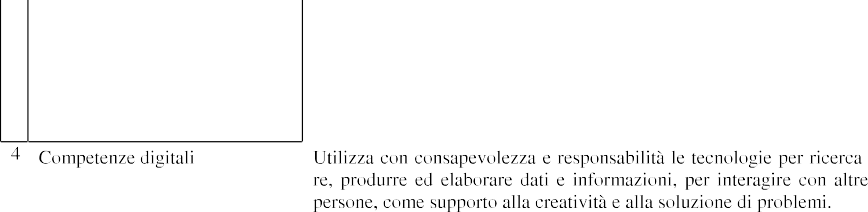 4 Competenze digitali Utilizza con consapevolezza e responsabilità le tecnologie per ricerca
re, produrre ed elaborare dati e informazioni, per interagire con altre
persone, come supporto alla creatività e alla soluzione di problemi.